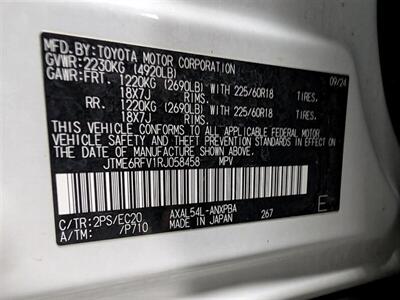 MFD.BY:TOYOTA MOTOR CORPORATION 09/24
GVWR:2230KG (4920LB)
GAWR:FRT. 1220KG (2690LB) WITH 225/60R18 TIRES.
18X7J RIMS.
RR. 1220KG (2690LB) WITH 225/60R18 TIRES.
18X7J RIMS.
THIS VEHICLE CONFORMS TO ALL APPLICABLE FEDERAL MOTOR
VEHICLE SAFETY AND THEFT PREVENTION STANDARDS IN EFFECT
ON THE DATE OF MANUFACTURE SHOWN ABOVE.
JTME6RFV1RJ058458 MPV
C/TR:2PS/EC20 AXAL54L-ANXPBA E
A/TM: /P710 MADE IN JAPAN 267